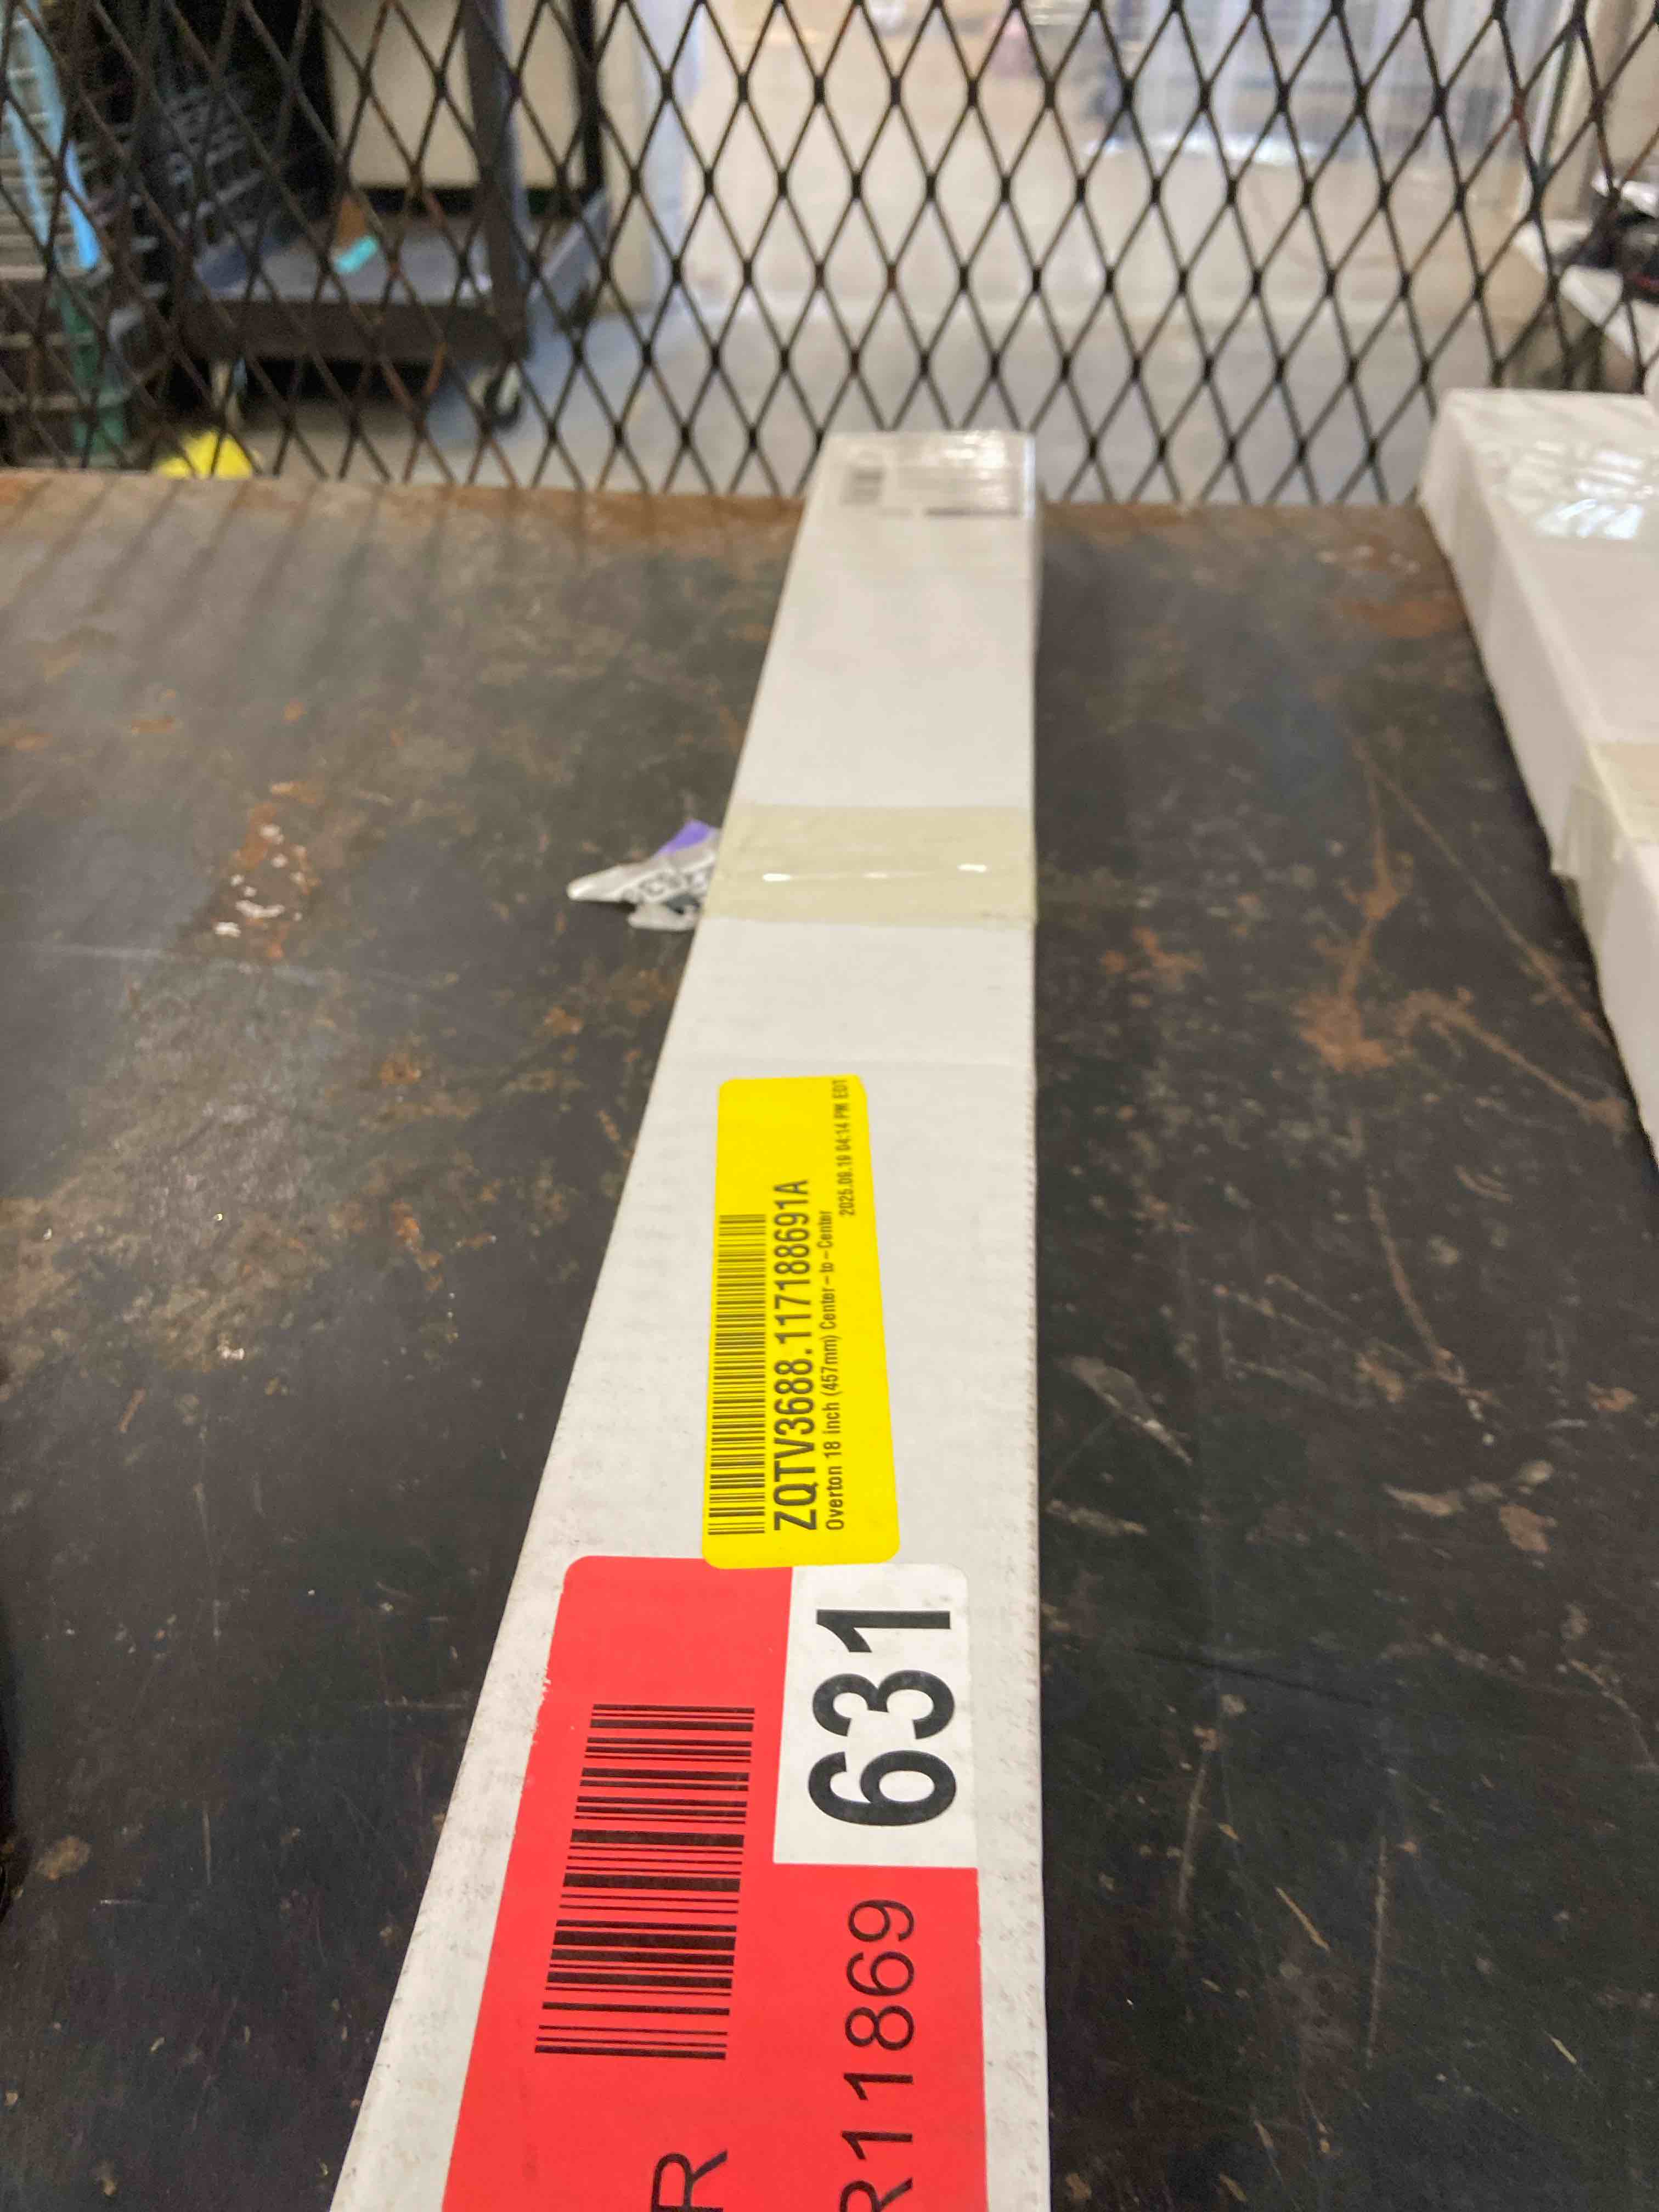 ZQTV3688.117188691A
Overton 18 inch (457mm) Center-to-Center
2025.09.19 04:14 PM EDT
631
R
R11869